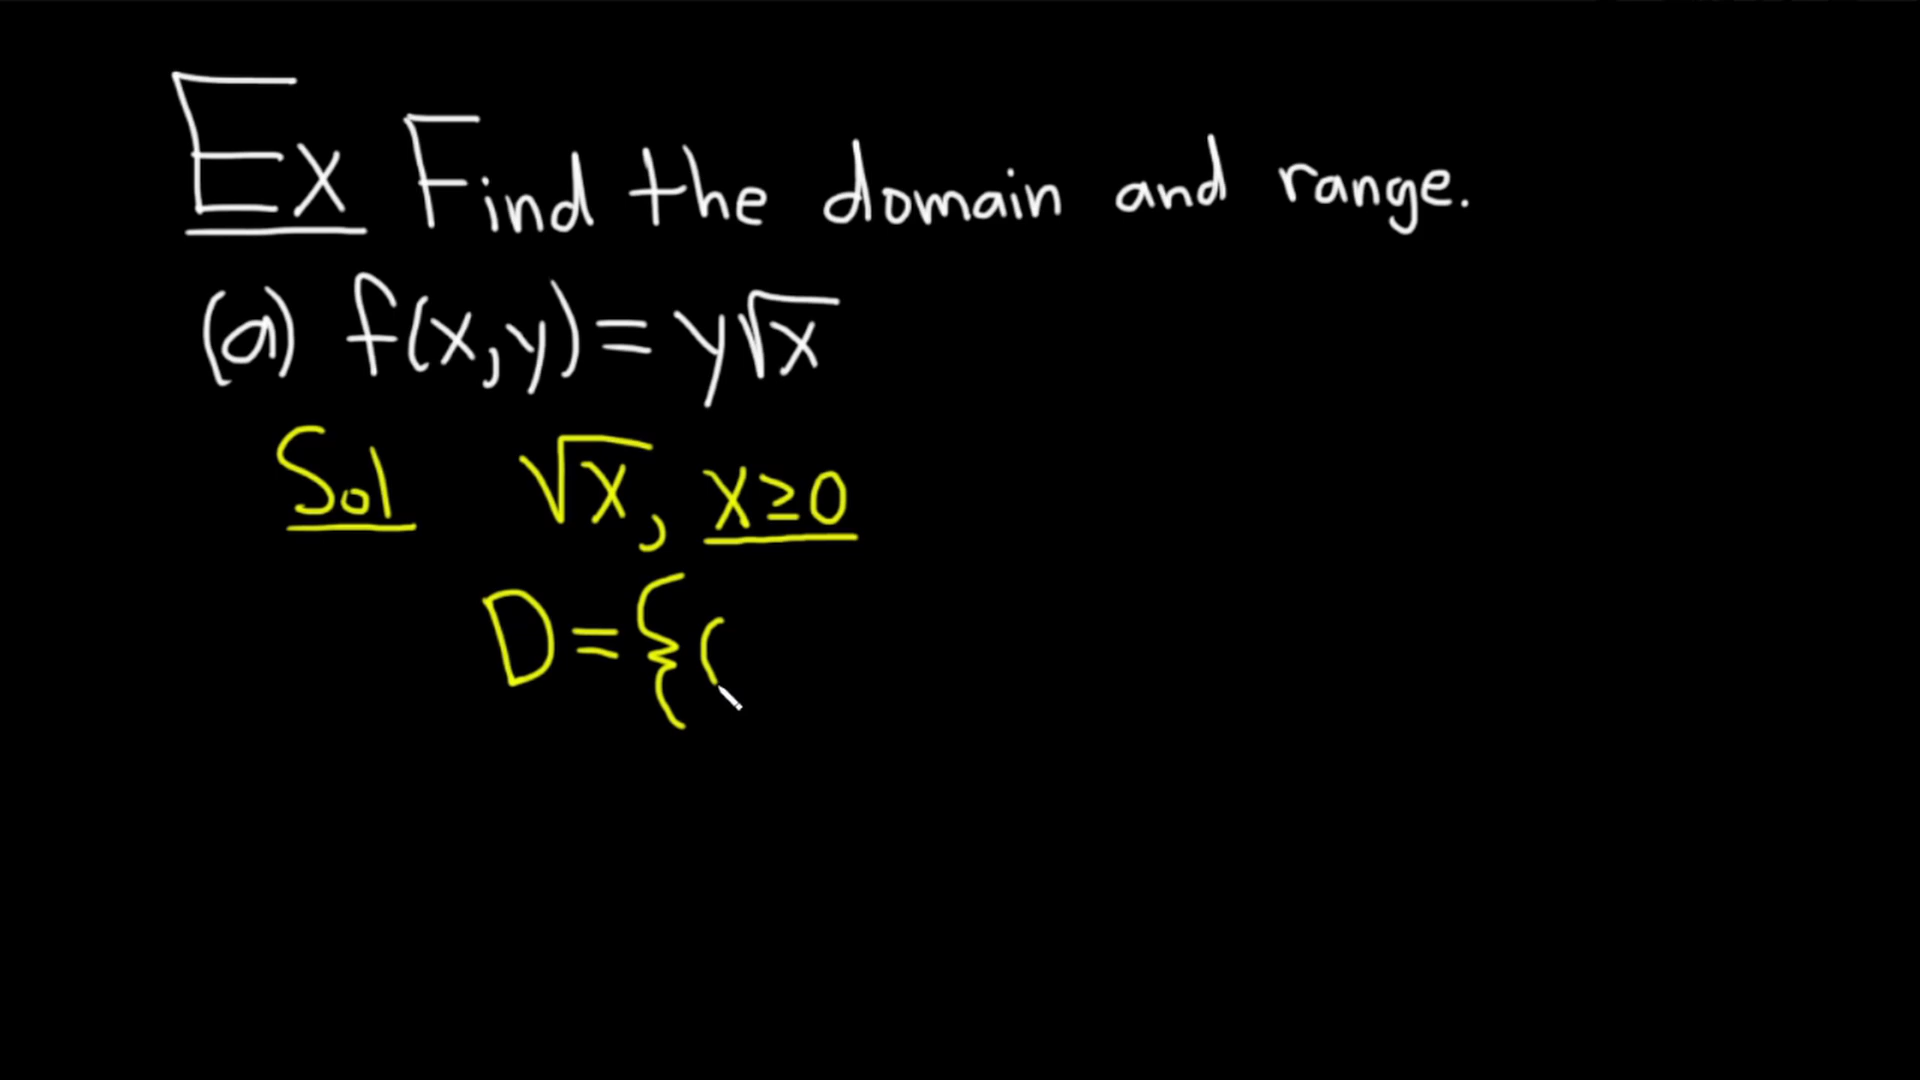 Ex Find the domain and range.
(a) f(x,y)=y√x
Sol √x, x≥0
D={(